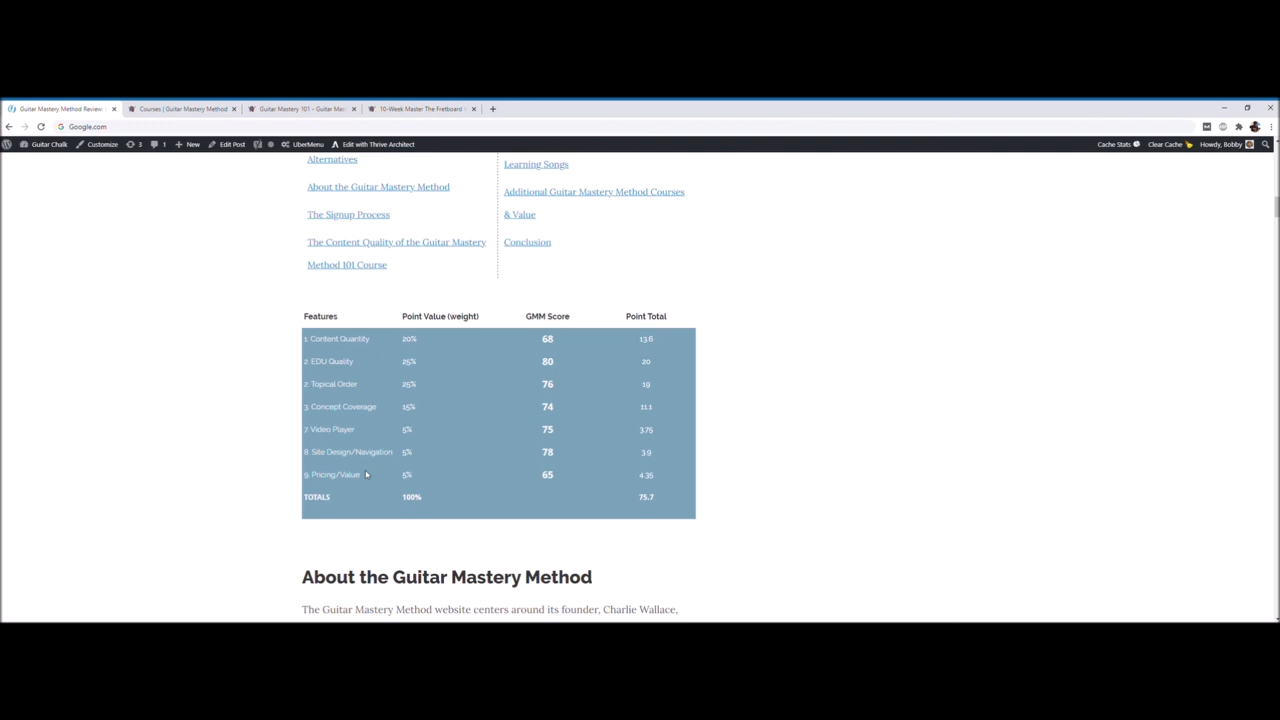 Guitar Mastery Method Review: Courses | Guitar Mastery Method Guitar Mastery 101 – Guitar Mas 10-Week Master The Fretboard
Google.com
Guitar Chalk Customize 3 1 New Edit Post UberMenu Edit with Thrive Architect Cache Stats Clear Cache Howdy, Bobby
Alternatives
About the Guitar Mastery Method
The Signup Process
The Content Quality of the Guitar Mastery
Method 101 Course
Learning Songs
Additional Guitar Mastery Method Courses
& Value
Conclusion
Features Point Value (weight) GMM Score Point Total
1. Content Quantity 20% 68 13.6
2. EDU Quality 25% 80 20
2. Topical Order 25% 76 19
3. Concept Coverage 15% 74 11.1
7. Video Player 5% 75 3.75
8. Site Design/Navigation 5% 78 3.9
9. Pricing/Value 5% 65 4.35
TOTALS 100% 75.7
About the Guitar Mastery Method
The Guitar Mastery Method website centers around its founder, Charlie Wallace,